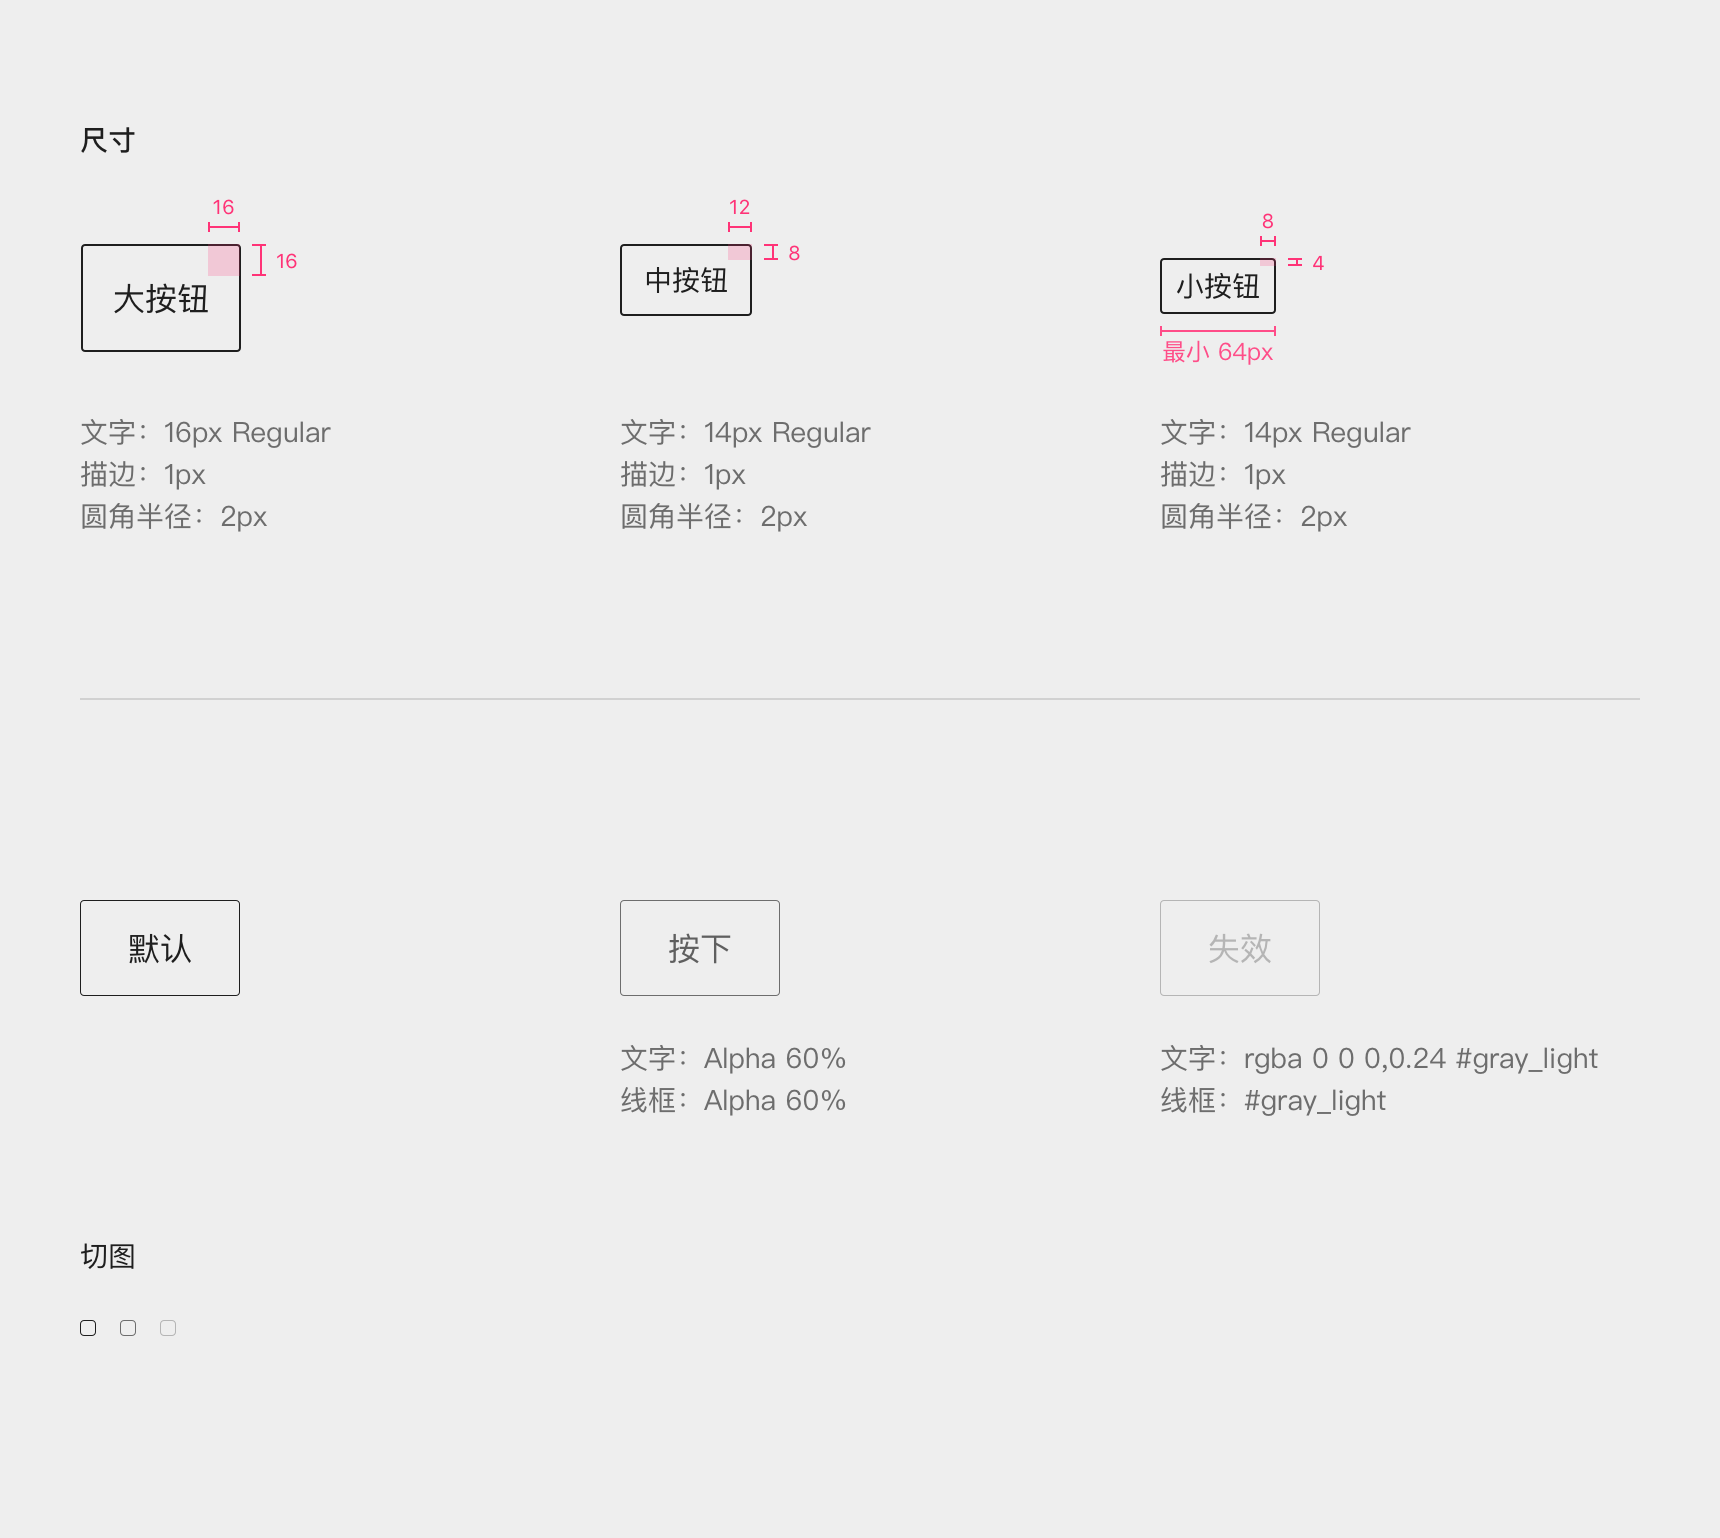 尺寸
16
16
大按钮
12
8
中按钮
8
4
小按钮
最小 64px
文字：16px Regular
描边：1px
圆角半径：2px
文字：14px Regular
描边：1px
圆角半径：2px
文字：14px Regular
描边：1px
圆角半径：2px
默认
按下
失效
文字：Alpha 60%
线框：Alpha 60%
文字：rgba 0 0 0,0.24 #gray_light
线框：#gray_light
切图